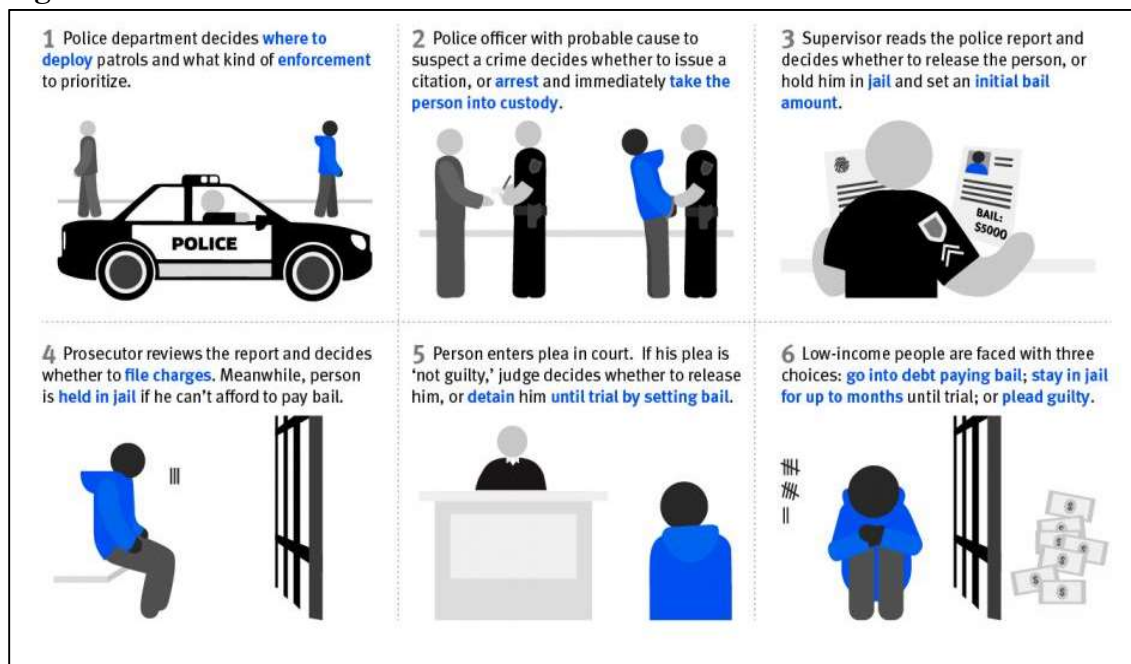 1 Police department decides where to
deploy patrols and what kind of enforcement
to prioritize.
POLICE
2 Police officer with probable cause to
suspect a crime decides whether to issue a
citation, or arrest and immediately take the
person into custody.
3 Supervisor reads the police report and
decides whether to release the person, or
hold him in jail and set an initial bail
amount.
BAIL:
$5000
4 Prosecutor reviews the report and decides
whether to file charges. Meanwhile, person
is held in jail if he can't afford to pay bail.
5 Person enters plea in court. If his plea is
'not guilty,' judge decides whether to release
him, or detain him until trial by setting bail.
6 Low-income people are faced with three
choices: go into debt paying bail; stay in jail
for up to months until trial; or plead guilty.
$
$
$
$
$
$
$
$